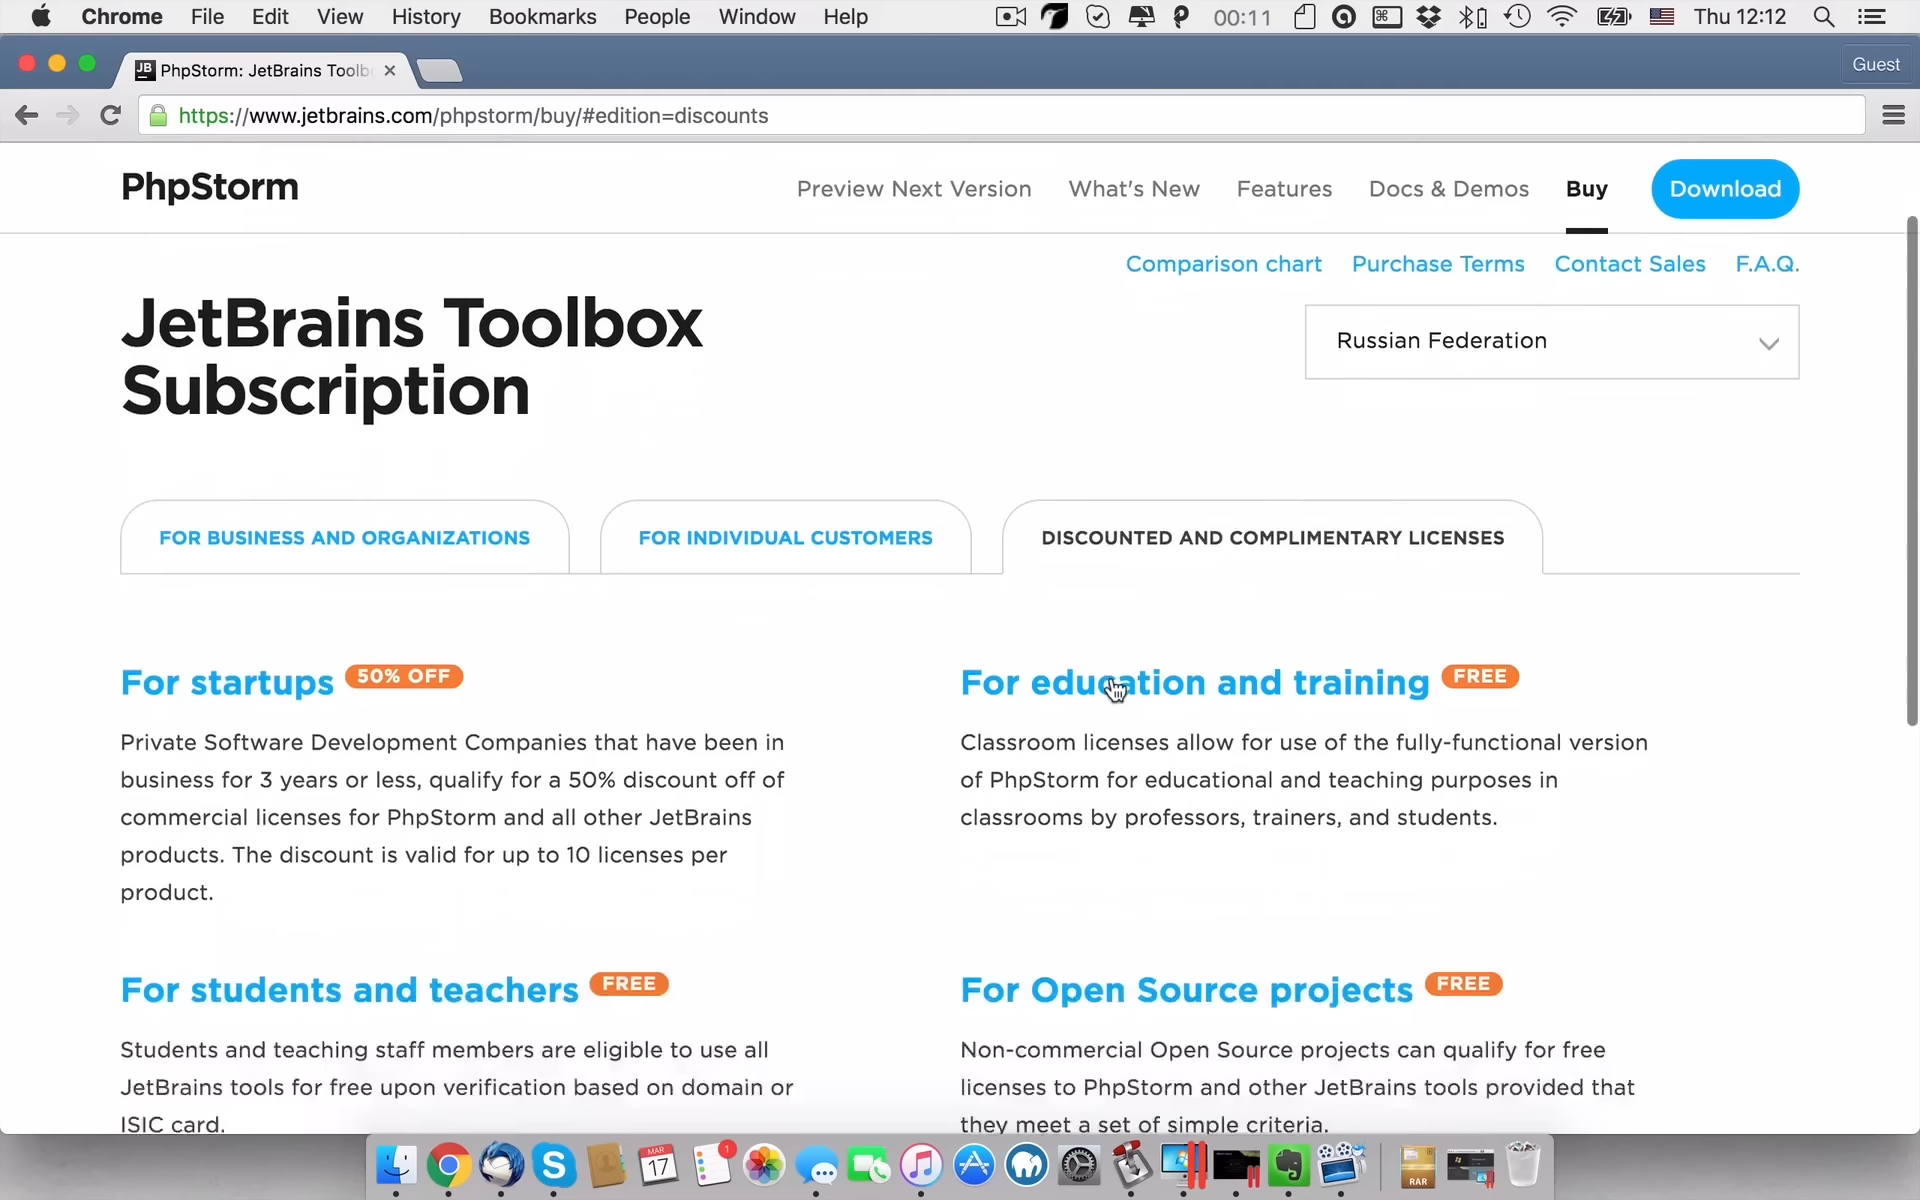 Chrome File Edit View History Bookmarks People Window Help 00:11 Thu 12:12
JB PhpStorm: JetBrains Toolb
Guest
https://www.jetbrains.com/phpstorm/buy/#edition=discounts
PhpStorm
Preview Next Version What's New Features Docs & Demos Buy Download
Comparison chart Purchase Terms Contact Sales F.A.Q.
JetBrains Toolbox
Subscription
Russian Federation
FOR BUSINESS AND ORGANIZATIONS
FOR INDIVIDUAL CUSTOMERS
DISCOUNTED AND COMPLIMENTARY LICENSES
For startups 50% OFF
Private Software Development Companies that have been in
business for 3 years or less, qualify for a 50% discount off of
commercial licenses for PhpStorm and all other JetBrains
products. The discount is valid for up to 10 licenses per
product.
For education and training FREE
Classroom licenses allow for use of the fully-functional version
of PhpStorm for educational and teaching purposes in
classrooms by professors, trainers, and students.
For students and teachers FREE
Students and teaching staff members are eligible to use all
JetBrains tools for free upon verification based on domain or
ISIC card.
For Open Source projects FREE
Non-commercial Open Source projects can qualify for free
licenses to PhpStorm and other JetBrains tools provided that
they meet a set of simple criteria.
MAR
17
1
RAR